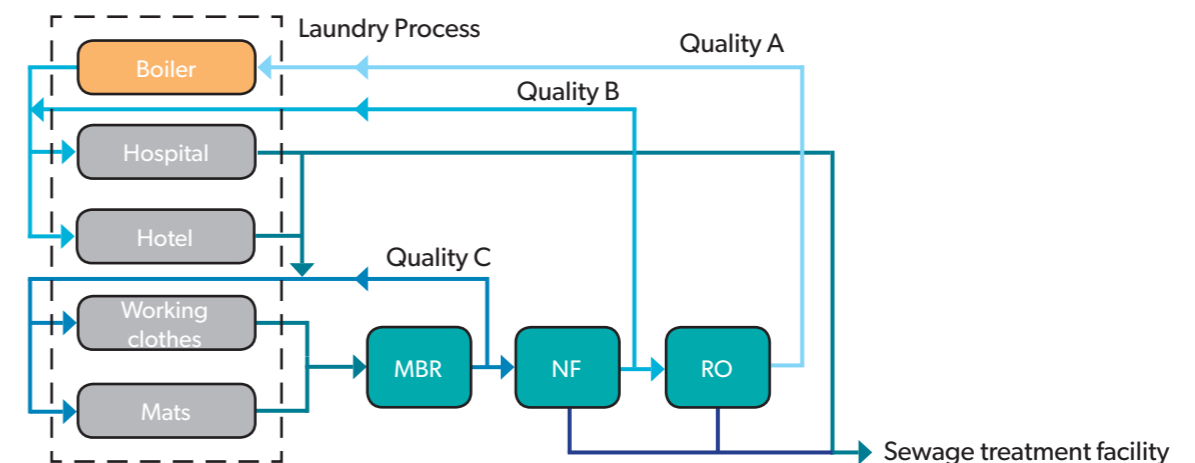 Laundry Process
Quality A
Boiler
Quality B
Hospital
Hotel
Quality C
Working
clothes
MBR
NF
RO
Mats
Sewage treatment facility